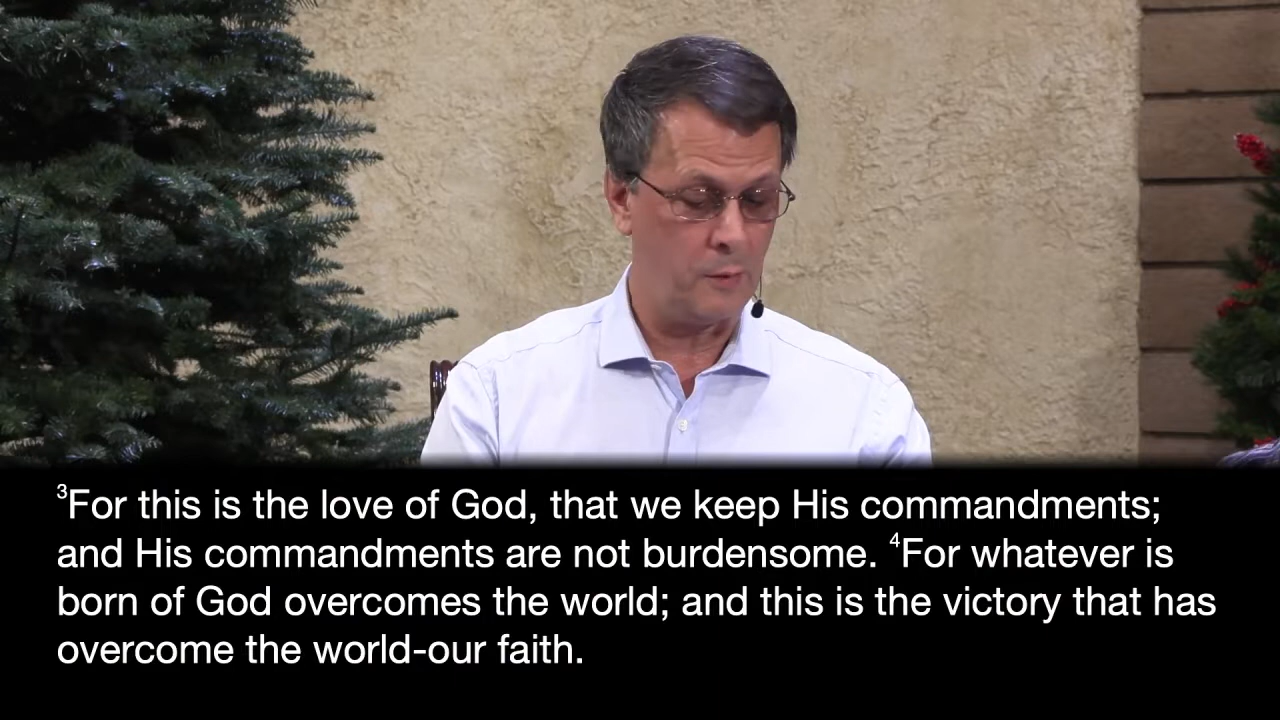 ³For this is the love of God, that we keep His commandments;
and His commandments are not burdensome. ⁴For whatever is
born of God overcomes the world; and this is the victory that has
overcome the world-our faith.